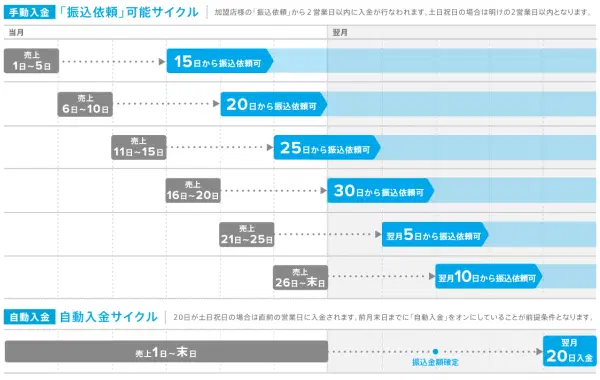 手動入金 「振込依頼」可能サイクル 加盟店様の「振込依頼」から2営業日以内に入金が行なわれます。土日祝日の場合は明けの2営業日以内となります。
当月 翌月
売上
1日〜5日
15日から振込依頼可
売上
6日〜10日
20日から振込依頼可
売上
11日〜15日
25日から振込依頼可
売上
16日〜20日
30日から振込依頼可
売上
21日〜25日
翌月5日から振込依頼可
売上
26日〜末日
翌月10日から振込依頼可
自動入金 自動入金サイクル 20日が土日祝日の場合は直前の営業日に入金されます。前月末日までに「自動入金」をオンにしていることが前提条件となります。
売上1日〜末日
振込金額確定
翌月
20日入金